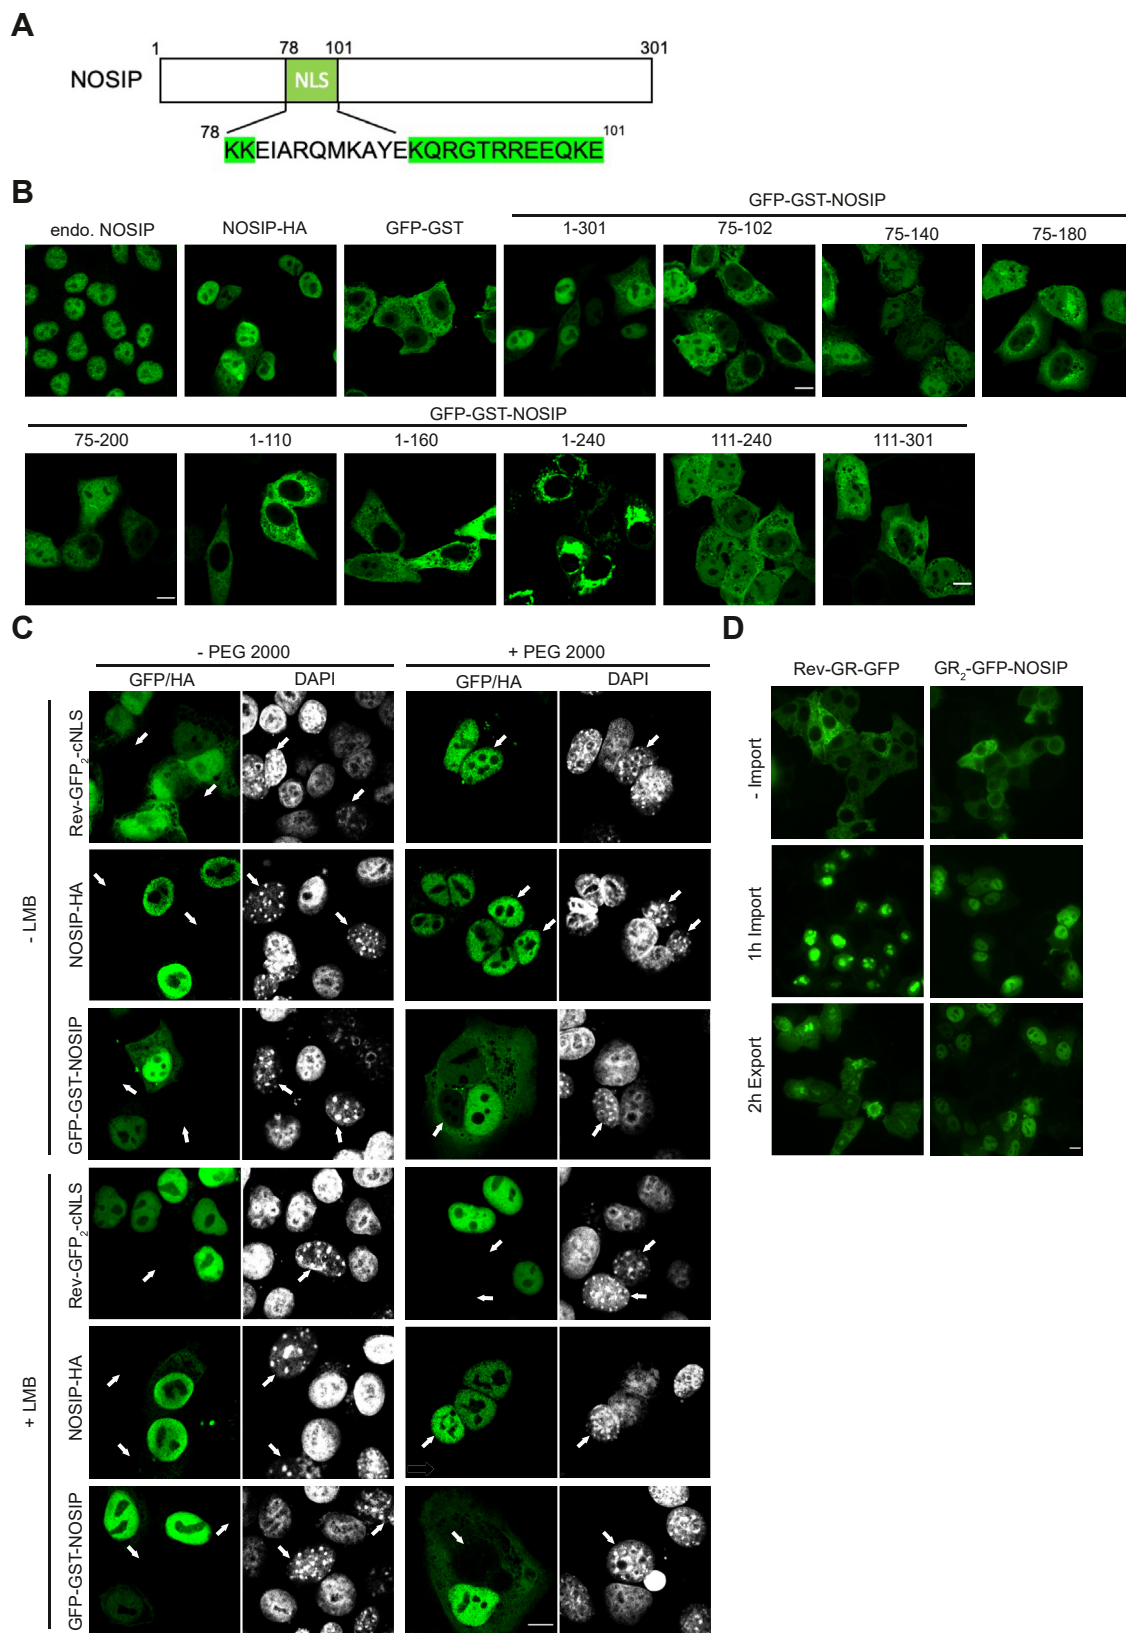 A
1 78 101 301
NOSIP NLS
78 KKEIARQMKAYEKQRGTRREEQKE 101
B
GFP-GST-NOSIP
endo. NOSIP NOSIP-HA GFP-GST 1-301 75-102 75-140 75-180
GFP-GST-NOSIP
75-200 1-110 1-160 1-240 111-240 111-301
C
- PEG 2000 + PEG 2000
GFP/HA DAPI GFP/HA DAPI
- LMB
Rev-GFP2-cNLS
NOSIP-HA
GFP-GST-NOSIP
+ LMB
Rev-GFP2-cNLS
NOSIP-HA
GFP-GST-NOSIP
D
Rev-GR-GFP GR2-GFP-NOSIP
- Import
1h Import
2h Export